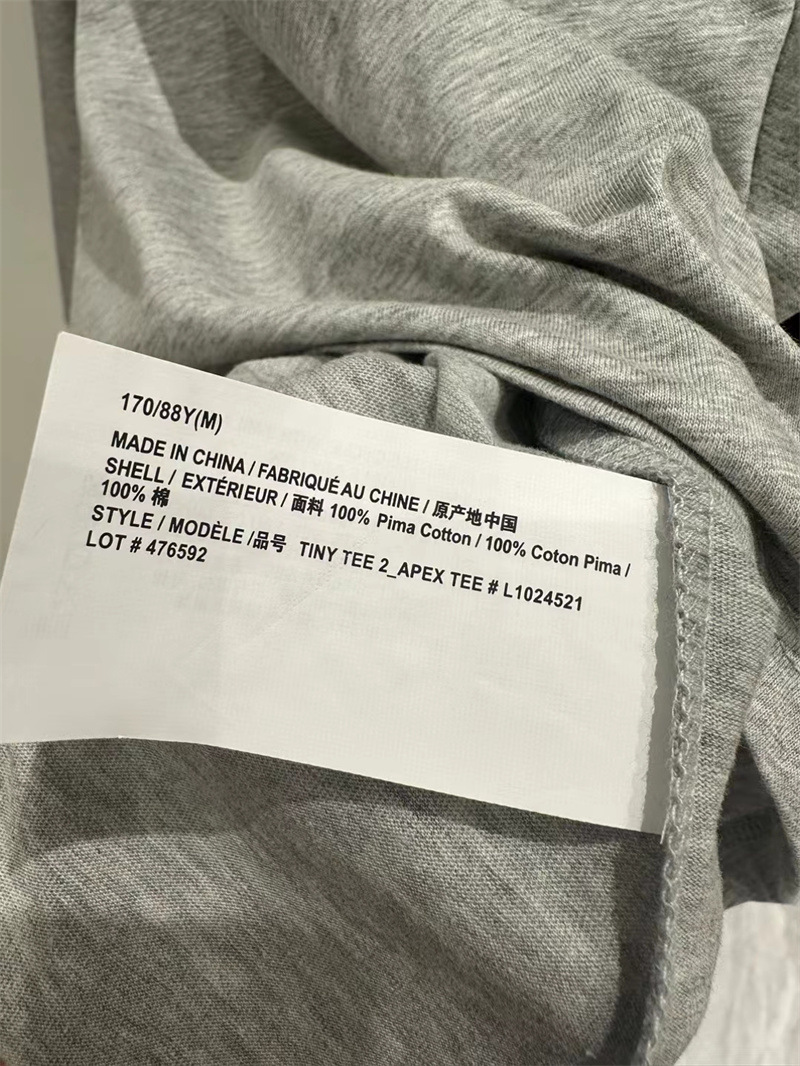 170/88Y(M)
MADE IN CHINA / FABRIQUÉ AU CHINE / 原产地中国
SHELL / EXTÉRIEUR / 面料 100% Pima Cotton / 100% Coton Pima /
100% 棉
STYLE / MODÈLE /品号 TINY TEE 2_APEX TEE # L1024521
LOT # 476592